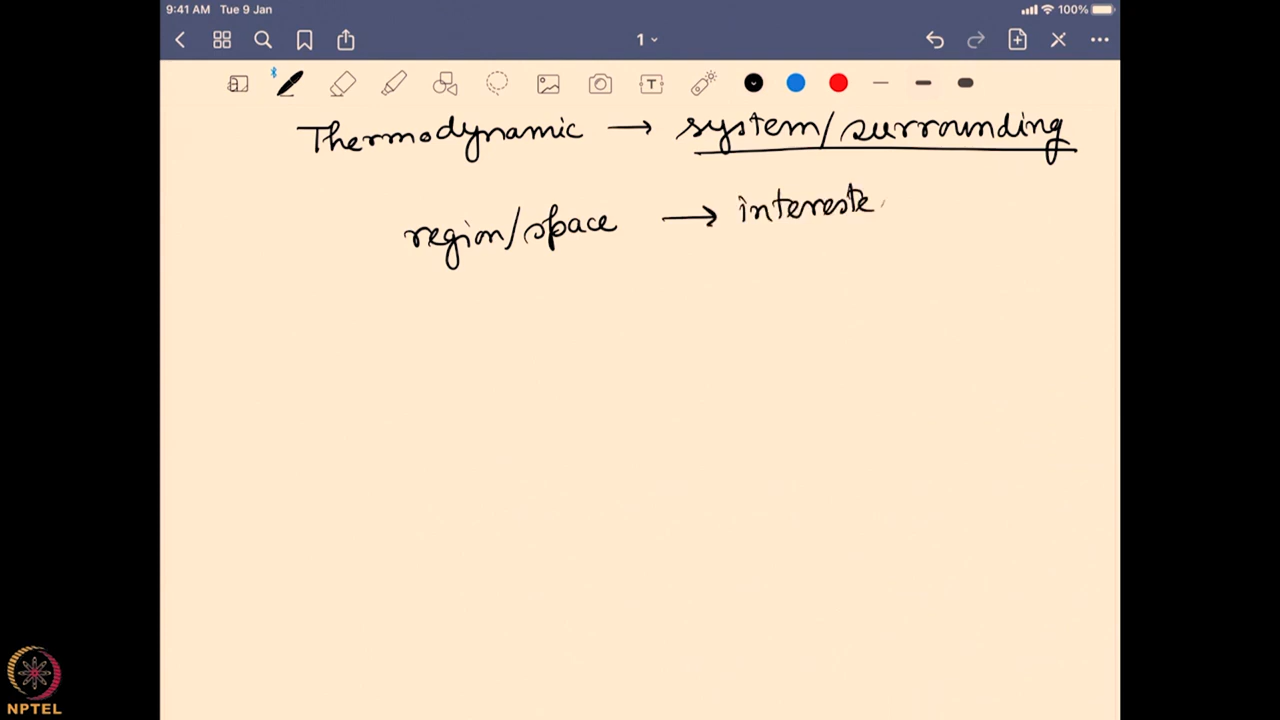 9:41 AM Tue 9 Jan 100%
1
T
Thermodynamic → system/surrounding
region/space → intereste
NPTEL